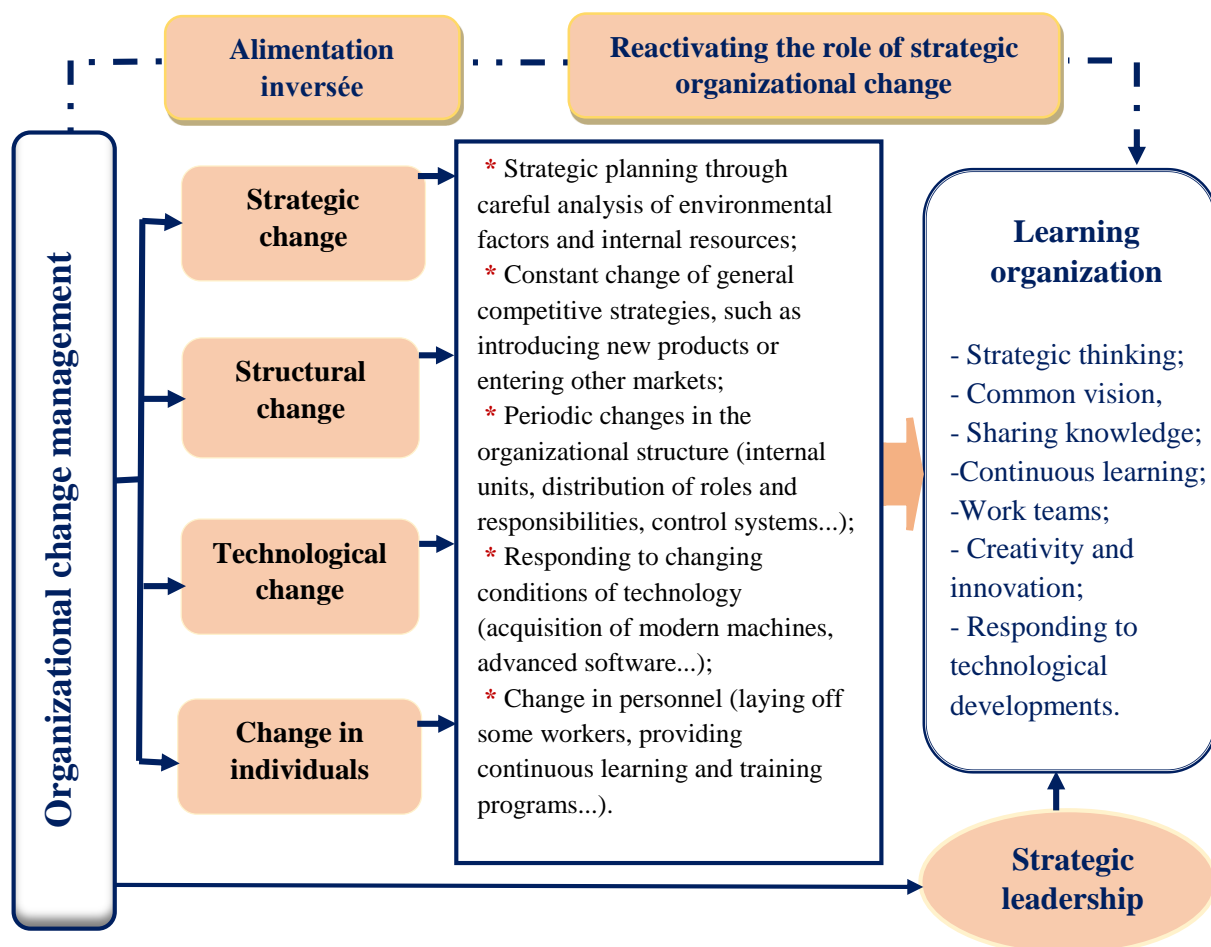 Alimentation
inversée
Reactivating the role of strategic
organizational change
Organizational change management
Strategic
change
Structural
change
Technological
change
Change in
individuals
* Strategic planning through
careful analysis of environmental
factors and internal resources;
* Constant change of general
competitive strategies, such as
introducing new products or
entering other markets;
* Periodic changes in the
organizational structure (internal
units, distribution of roles and
responsibilities, control systems...);
* Responding to changing
conditions of technology
(acquisition of modern machines,
advanced software...);
* Change in personnel (laying off
some workers, providing
continuous learning and training
programs...).
Learning
organization
- Strategic thinking;
- Common vision,
- Sharing knowledge;
-Continuous learning;
-Work teams;
- Creativity and
innovation;
- Responding to
technological
developments.
Strategic
leadership